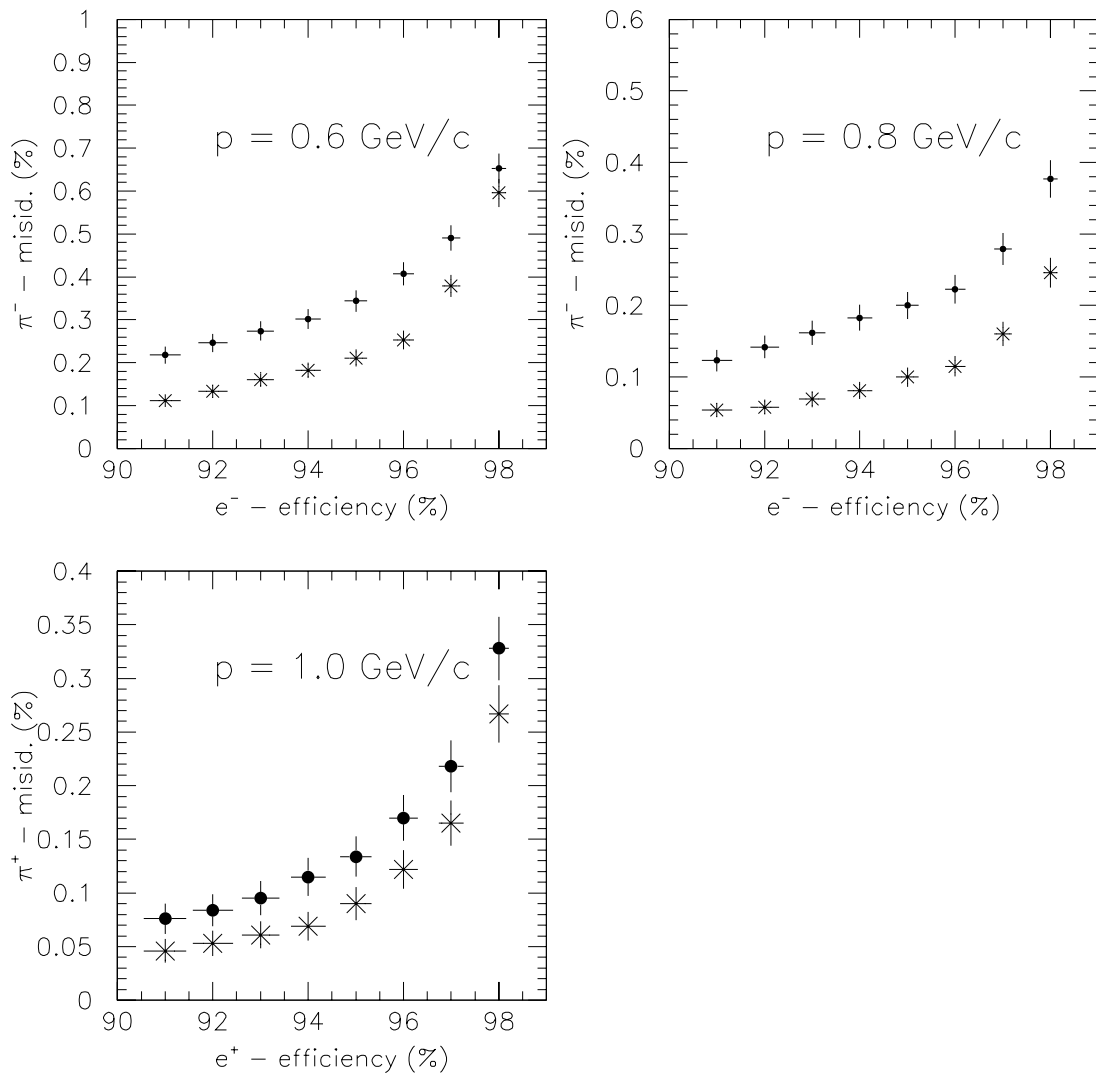 1
0.9
0.8
0.7
0.6
0.5
0.4
0.3
0.2
0.1
0
π⁻ – misid. (%)
p = 0.6 GeV/c
90 92 94 96 98
e⁻ – efficiency (%)
0.6
0.5
0.4
0.3
0.2
0.1
0
π⁻ – misid. (%)
p = 0.8 GeV/c
90 92 94 96 98
e⁻ – efficiency (%)
0.4
0.35
0.3
0.25
0.2
0.15
0.1
0.05
0
π⁺ – misid. (%)
p = 1.0 GeV/c
90 92 94 96 98
e⁺ – efficiency (%)